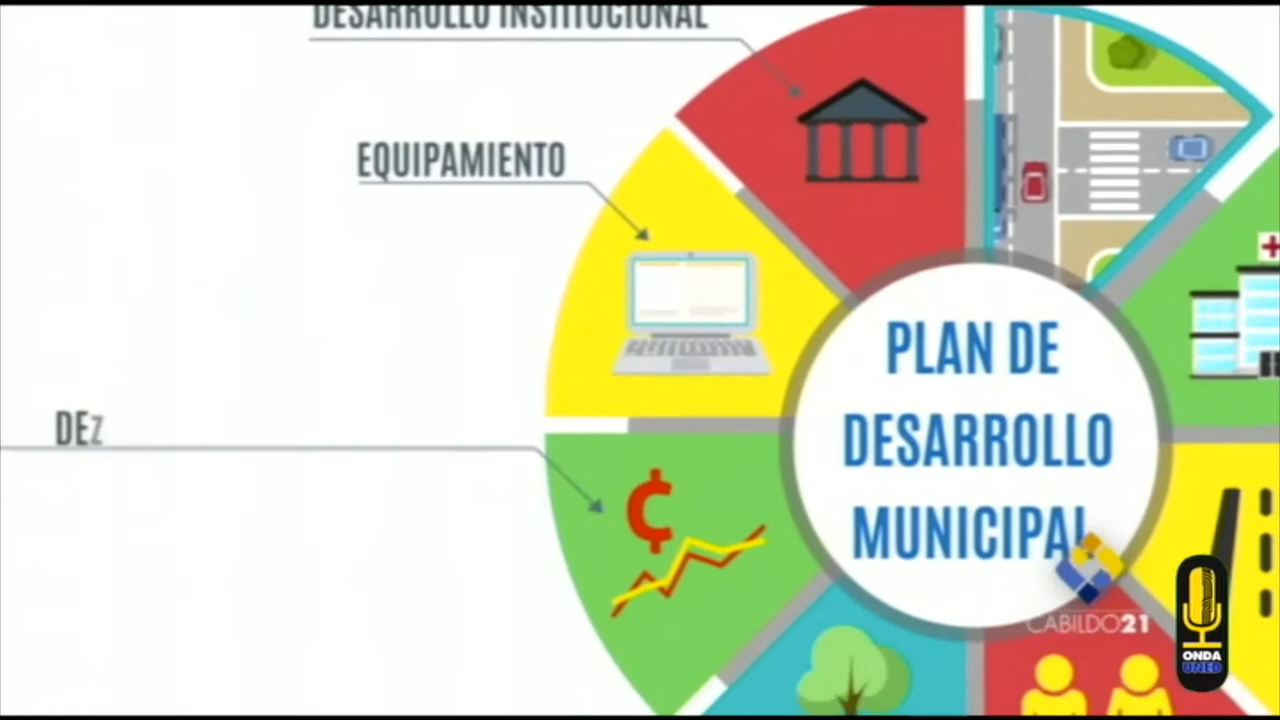 DESARROLLO INSTITUCIONAL
EQUIPAMIENTO
DEZ
₵
PLAN DE
DESARROLLO
MUNICIPAL
CABILDO21
ONDA
UNED